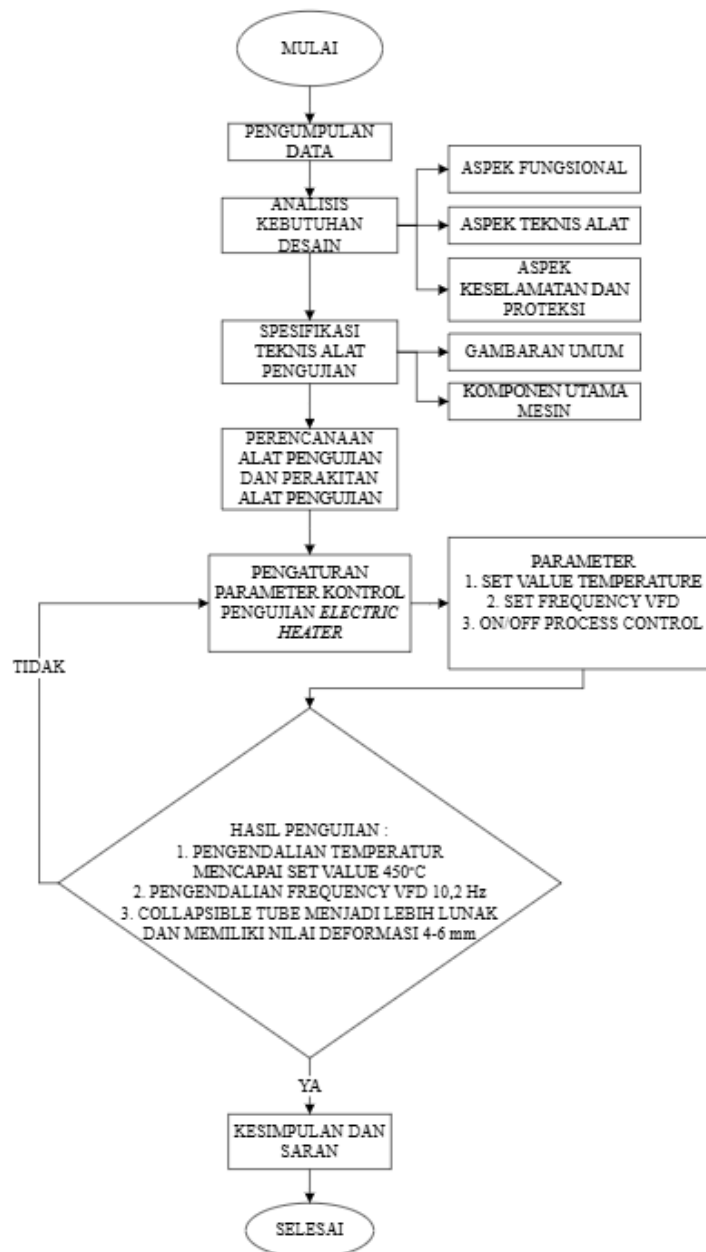 MULAI
PENGUMPULAN
DATA
ANALISIS
KEBUTUHAN
DESAIN
ASPEK FUNGSIONAL
ASPEK TEKNIS ALAT
ASPEK
KESELAMATAN DAN
PROTEKSI
SPESIFIKASI
TEKNIS ALAT
PENGUJIAN
GAMBARAN UMUM
KOMPONEN UTAMA
MESIN
PERENCANAAN
ALAT PENGUJIAN
DAN PERAKITAN
ALAT PENGUJIAN
PENGATURAN
PARAMETER KONTROL
PENGUJIAN ELECTRIC
HEATER
PARAMETER
1. SET VALUE TEMPERATURE
2. SET FREQUENCY VFD
3. ON/OFF PROCESS CONTROL
TIDAK
HASIL PENGUJIAN :
1. PENGENDALIAN TEMPERATUR
MENCAPAI SET VALUE 450°C
2. PENGENDALIAN FREQUENCY VFD 10,2 Hz
3. COLLAPSIBLE TUBE MENJADI LEBIH LUNAK
DAN MEMILIKI NILAI DEFORMASI 4-6 mm
YA
KESIMPULAN DAN
SARAN
SELESAI